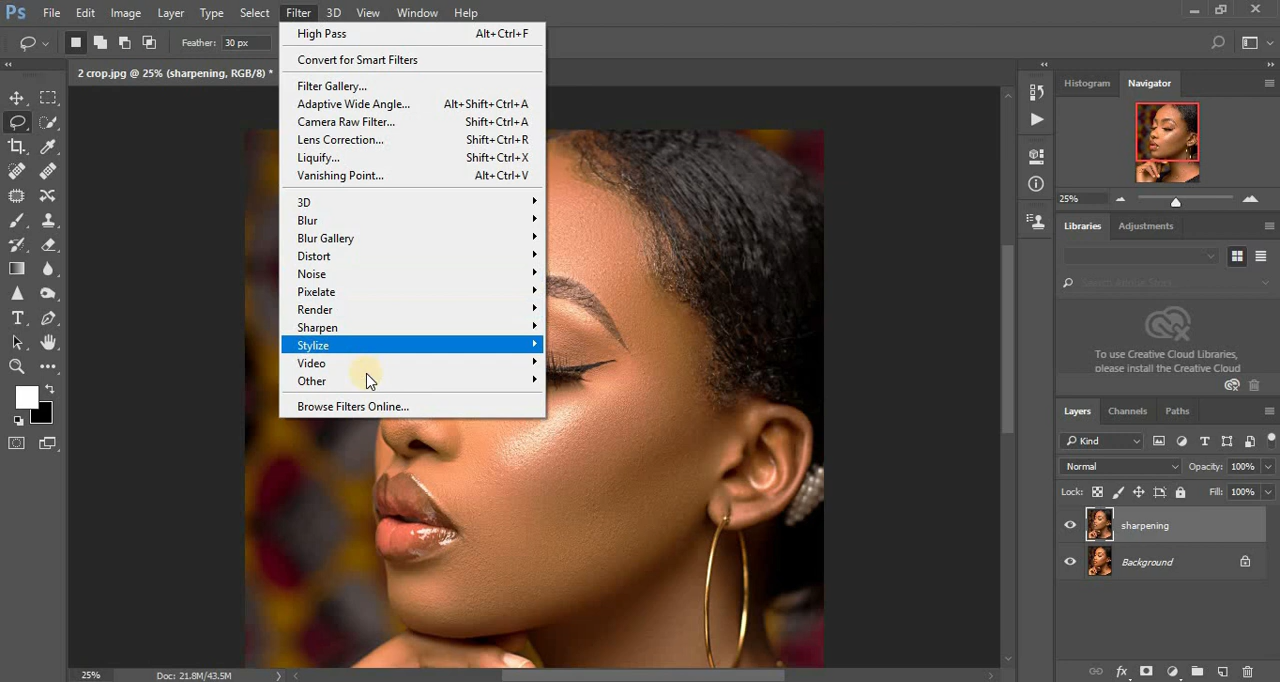 Ps File Edit Image Layer Type Select Filter 3D View Window Help
Feather: 30 px
2 crop.jpg @ 25% (sharpening, RGB/8) *
High Pass Alt+Ctrl+F
Convert for Smart Filters
Filter Gallery...
Adaptive Wide Angle... Alt+Shift+Ctrl+A
Camera Raw Filter... Shift+Ctrl+A
Lens Correction... Shift+Ctrl+R
Liquify... Shift+Ctrl+X
Vanishing Point... Alt+Ctrl+V
3D
Blur
Blur Gallery
Distort
Noise
Pixelate
Render
Sharpen
Stylize
Video
Other
Browse Filters Online...
Histogram Navigator
25%
Libraries Adjustments
To use Creative Cloud Libraries,
please install the Creative Cloud
Layers Channels Paths
Kind
Normal Opacity: 100%
Lock: Fill: 100%
sharpening
Background
25% Doc: 21.8M/43.5M